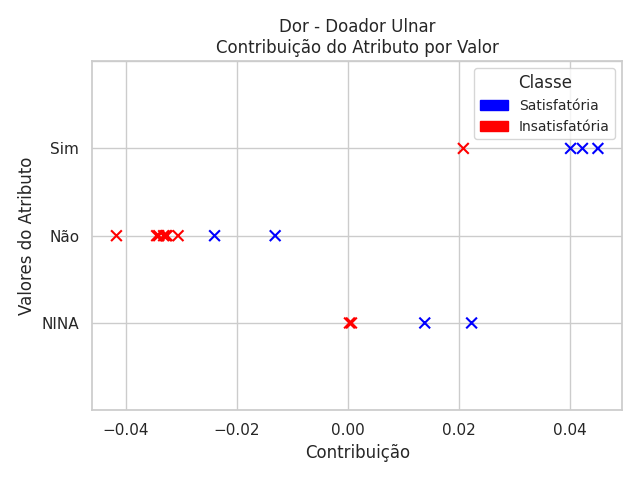 Dor - Doador Ulnar
Contribuição do Atributo por Valor
Classe
Satisfatória
Insatisfatória
Valores do Atributo
Sim
Não
NINA
−0.04
−0.02
0.00
0.02
0.04
Contribuição